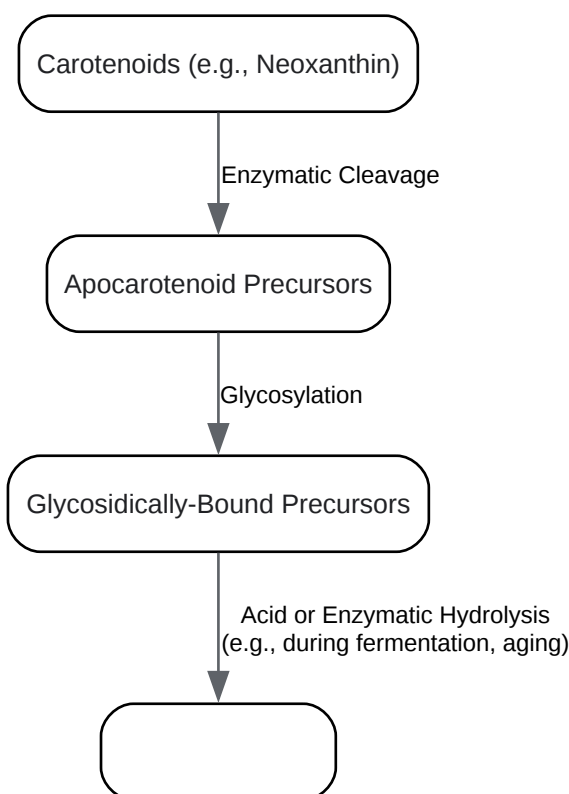 Carotenoids (e.g., Neoxanthin)
Enzymatic Cleavage
Apocarotenoid Precursors
Glycosylation
Glycosidically-Bound Precursors
Acid or Enzymatic Hydrolysis
(e.g., during fermentation, aging)